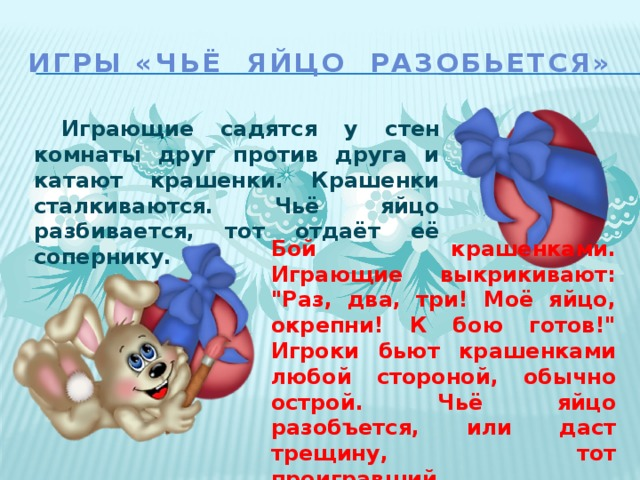 ИГРЫ «ЧЬЁ ЯЙЦО РАЗОБЬЕТСЯ»
Играющие садятся у стен
комнаты друг против друга и
катают крашенки. Крашенки
сталкиваются. Чьё яйцо
разбивается, тот отдаёт её
сопернику.
Бой крашенками.
Играющие выкрикивают:
"Раз, два, три! Моё яйцо,
окрепни! К бою готов!"
Игроки бьют крашенками
любой стороной, обычно
острой. Чьё яйцо
разобъется, или даст
трещину, тот
проигравший.